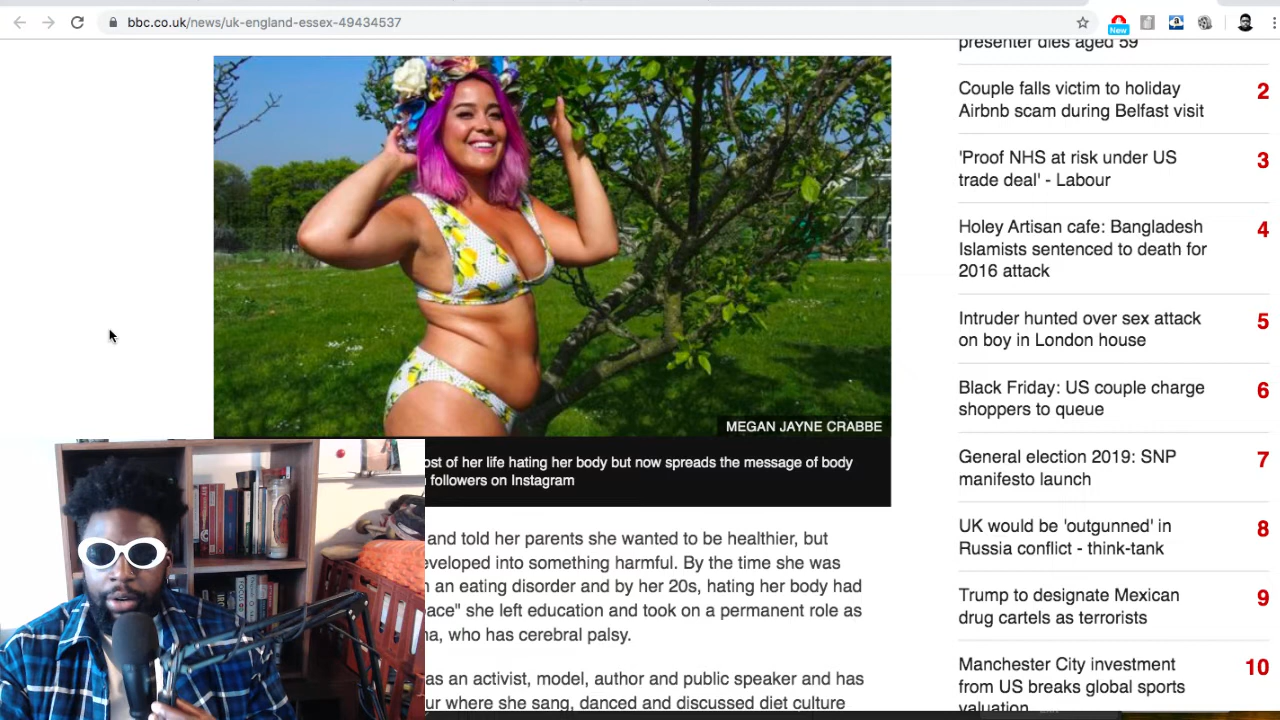 bbc.co.uk/news/uk-england-essex-49434537
New
MEGAN JAYNE CRABBE
ost of her life hating her body but now spreads the message of body
followers on Instagram
and told her parents she wanted to be healthier, but
eveloped into something harmful. By the time she was
an eating disorder and by her 20s, hating her body had
eace" she left education and took on a permanent role as
na, who has cerebral palsy.
as an activist, model, author and public speaker and has
ur where she sang, danced and discussed diet culture
presenter dies aged 59
Couple falls victim to holiday
Airbnb scam during Belfast visit
2
'Proof NHS at risk under US
trade deal' - Labour
3
Holey Artisan cafe: Bangladesh
Islamists sentenced to death for
2016 attack
4
Intruder hunted over sex attack
on boy in London house
5
Black Friday: US couple charge
shoppers to queue
6
General election 2019: SNP
manifesto launch
7
UK would be 'outgunned' in
Russia conflict - think-tank
8
Trump to designate Mexican
drug cartels as terrorists
9
Manchester City investment
from US breaks global sports
valuation
10